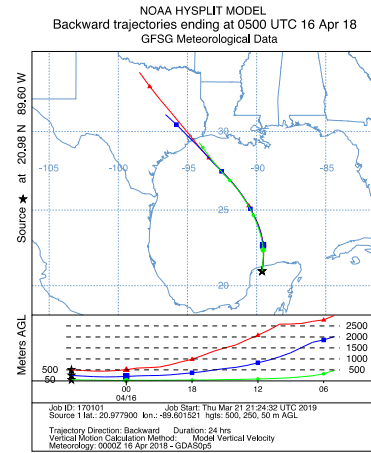 NOAA HYSPLIT MODEL
Backward trajectories ending at 0500 UTC 16 Apr 18
GFSG Meteorological Data
Source ★ at 20.98 N 89.60 W
-105
-95
-90
-85
30
25
20
Meters AGL
500
50
2500
2000
1500
1000
500
00
18
12
06
04/16
Job ID: 170101 Job Start: Thu Mar 21 21:24:32 UTC 2019
Source 1 lat.: 20.977900 lon.: -89.601521 hgts: 500, 250, 50 m AGL
Trajectory Direction: Backward Duration: 24 hrs
Vertical Motion Calculation Method: Model Vertical Velocity
Meteorology: 0000Z 16 Apr 2018 - GDAS0p5